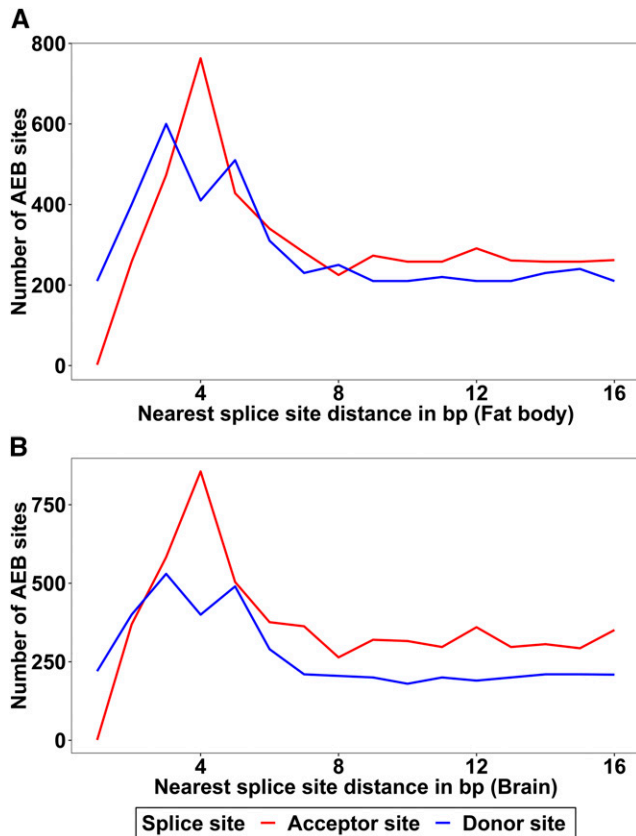 A
800
600
400
200
0
Number of AEB sites
4 8 12 16
Nearest splice site distance in bp (Fat body)
B
750
500
250
0
Number of AEB sites
4 8 12 16
Nearest splice site distance in bp (Brain)
Splice site Acceptor site Donor site